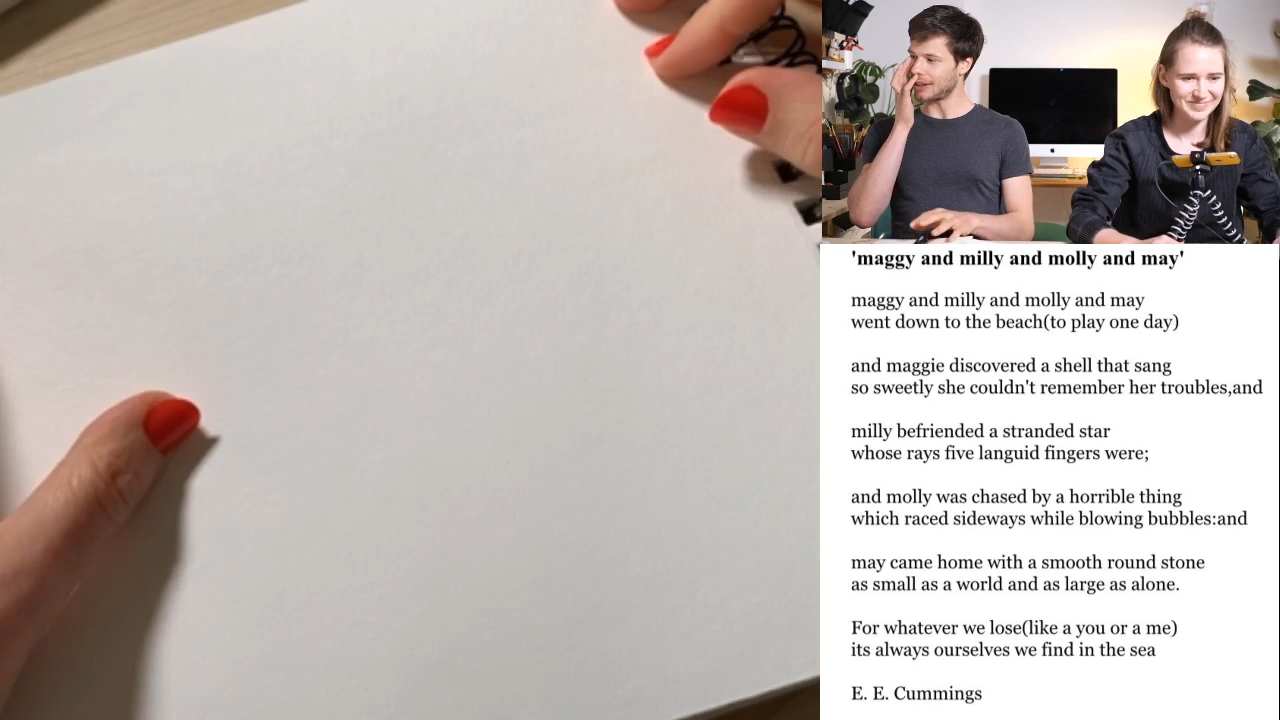 'maggy and milly and molly and may'
maggy and milly and molly and may
went down to the beach(to play one day)
and maggie discovered a shell that sang
so sweetly she couldn't remember her troubles,and
milly befriended a stranded star
whose rays five languid fingers were;
and molly was chased by a horrible thing
which raced sideways while blowing bubbles:and
may came home with a smooth round stone
as small as a world and as large as alone.
For whatever we lose(like a you or a me)
its always ourselves we find in the sea
E. E. Cummings